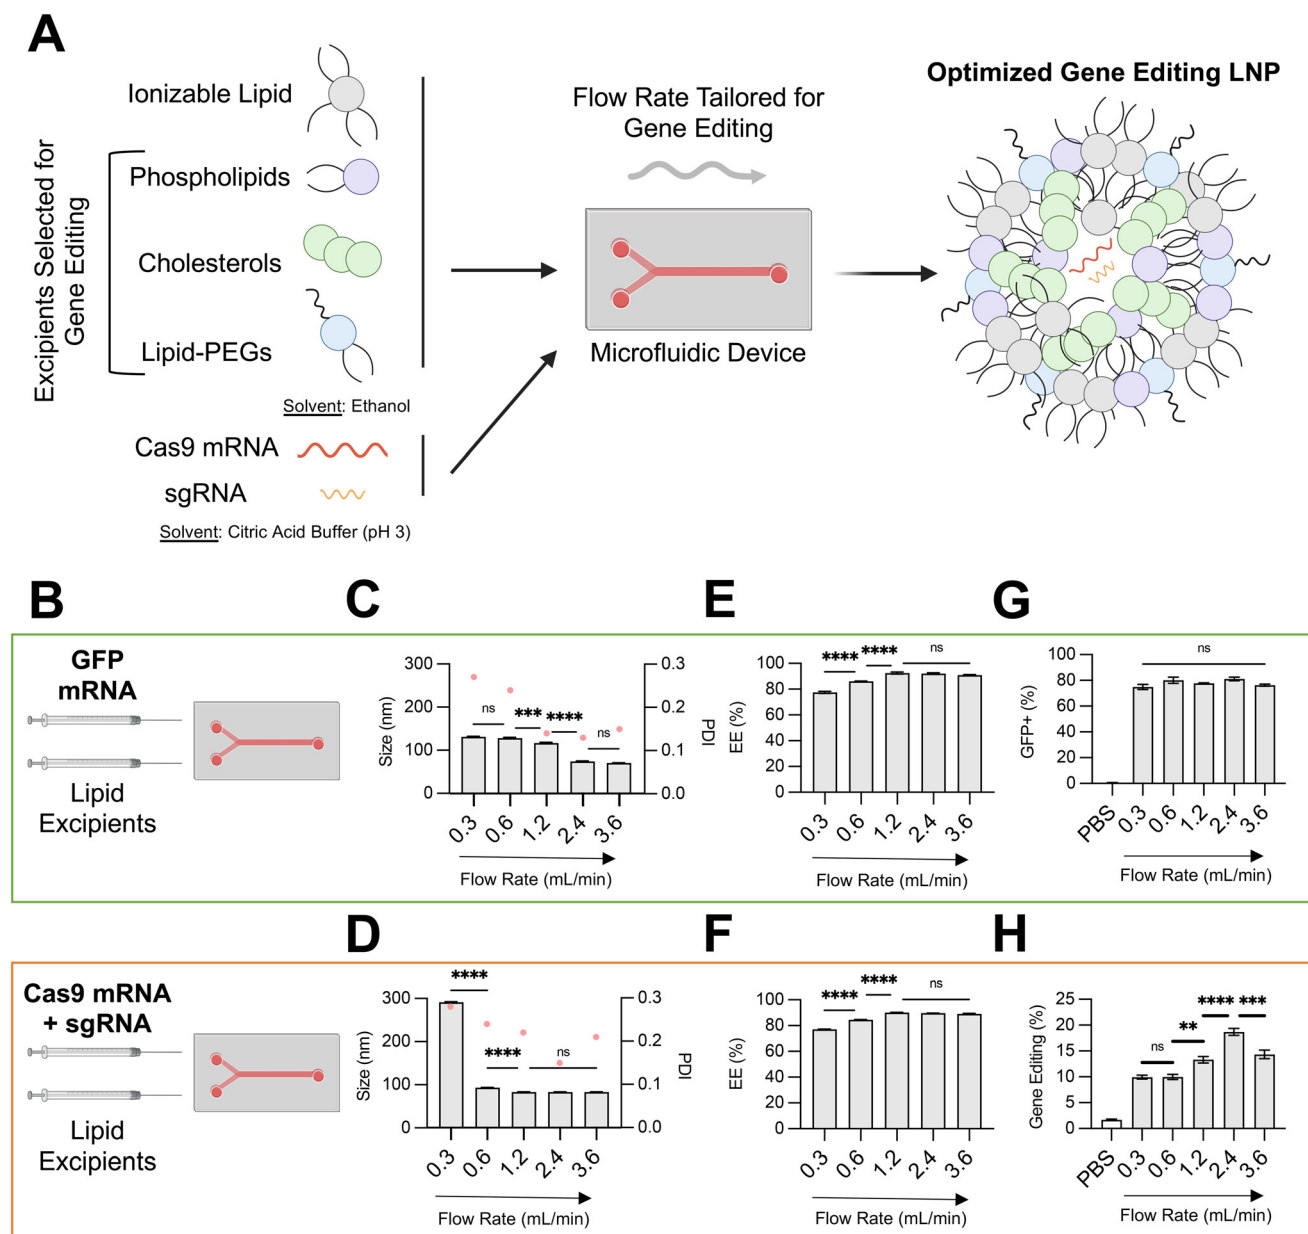 A
Excipients Selected for
Gene Editing
Ionizable Lipid
Phospholipids
Cholesterols
Lipid-PEGs
Solvent: Ethanol
Cas9 mRNA
sgRNA
Solvent: Citric Acid Buffer (pH 3)
Flow Rate Tailored for
Gene Editing
Microfluidic Device
Optimized Gene Editing LNP
B
GFP
mRNA
Lipid
Excipients
C
Size (nm)
300
200
100
0
ns
***
****
ns
0.3
0.2
0.1
0.0
PDI
0.3
0.6
1.2
2.4
3.6
Flow Rate (mL/min)
E
EE (%)
100
80
60
40
20
0
****
****
ns
0.3
0.6
1.2
2.4
3.6
Flow Rate (mL/min)
G
GFP+ (%)
100
80
60
40
20
0
ns
PBS
0.3
0.6
1.2
2.4
3.6
Flow Rate (mL/min)
Cas9 mRNA
+ sgRNA
Lipid
Excipients
D
Size (nm)
300
200
100
0
****
****
ns
0.3
0.2
0.1
0.0
PDI
0.3
0.6
1.2
2.4
3.6
Flow Rate (mL/min)
F
EE (%)
100
80
60
40
20
0
****
****
ns
0.3
0.6
1.2
2.4
3.6
Flow Rate (mL/min)
H
Gene Editing (%)
25
20
15
10
5
0
ns
**
****
***
PBS
0.3
0.6
1.2
2.4
3.6
Flow Rate (mL/min)